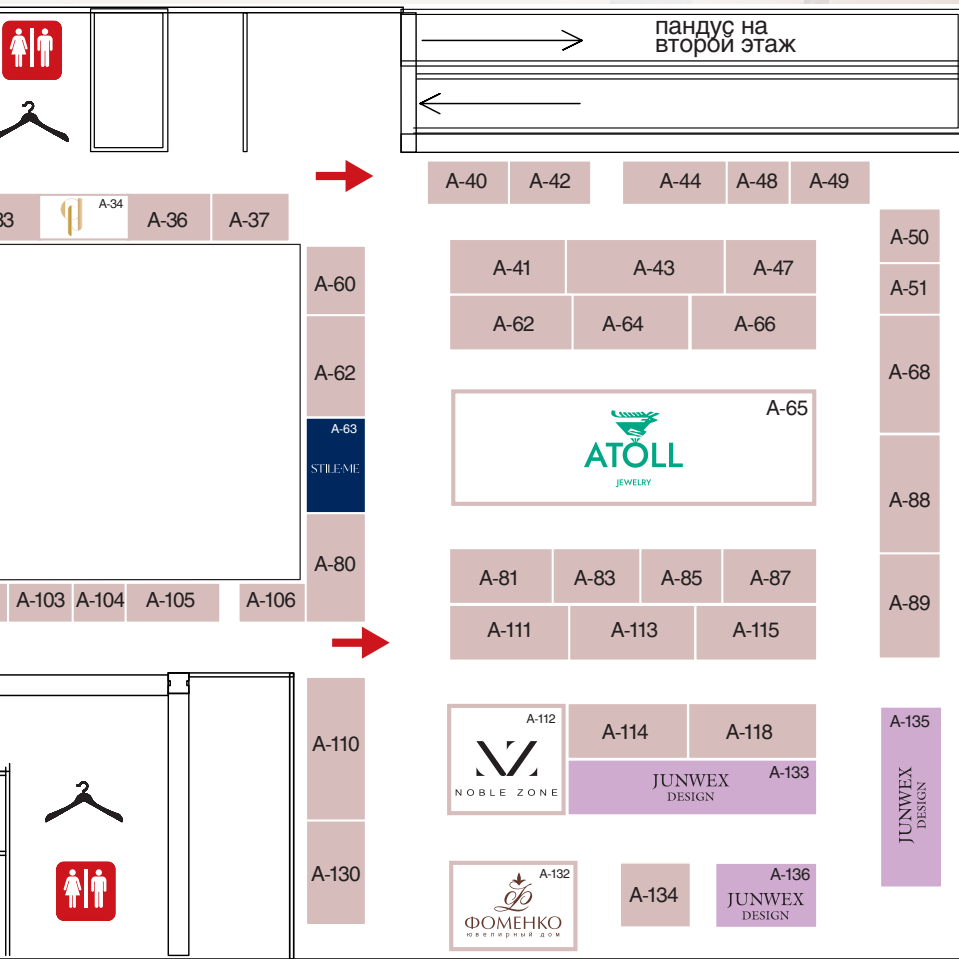 пандус на
второй этаж
A-40
A-42
A-44
A-48
A-49
33
A-34
A-36
A-37
A-50
A-41
A-43
A-47
A-60
A-51
A-62
A-64
A-66
A-62
A-68
A-65
ATOLL
JEWELRY
A-63
STILE·ME
A-88
A-80
A-81
A-83
A-85
A-87
A-103
A-104
A-105
A-106
A-89
A-111
A-113
A-115
A-112
NOBLE ZONE
A-114
A-118
A-135
JUNWEX
DESIGN
A-110
A-133
JUNWEX
DESIGN
A-130
A-132
ФОМЕНКО
ювелирный дом
A-134
A-136
JUNWEX
DESIGN